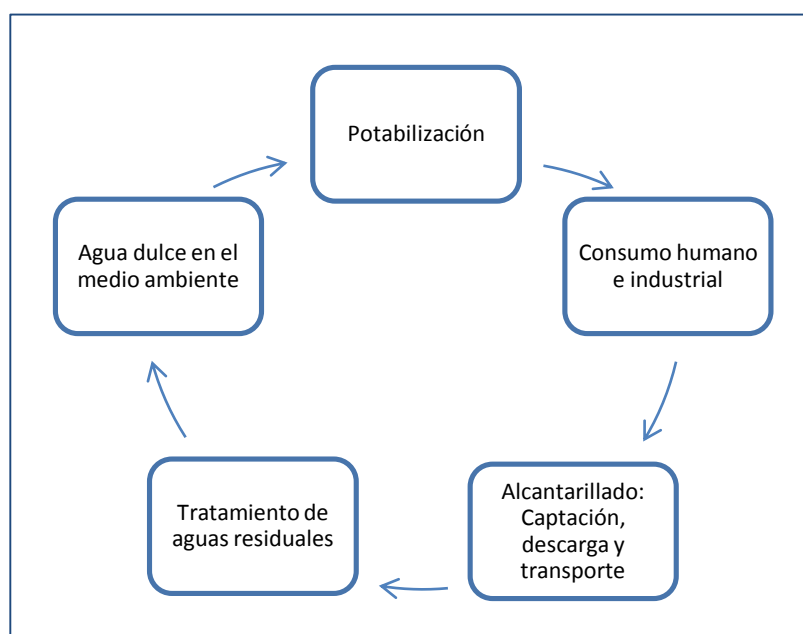 Potabilización
Consumo humano
e industrial
Alcantarillado:
Captación,
descarga y
transporte
Tratamiento de
aguas residuales
Agua dulce en el
medio ambiente